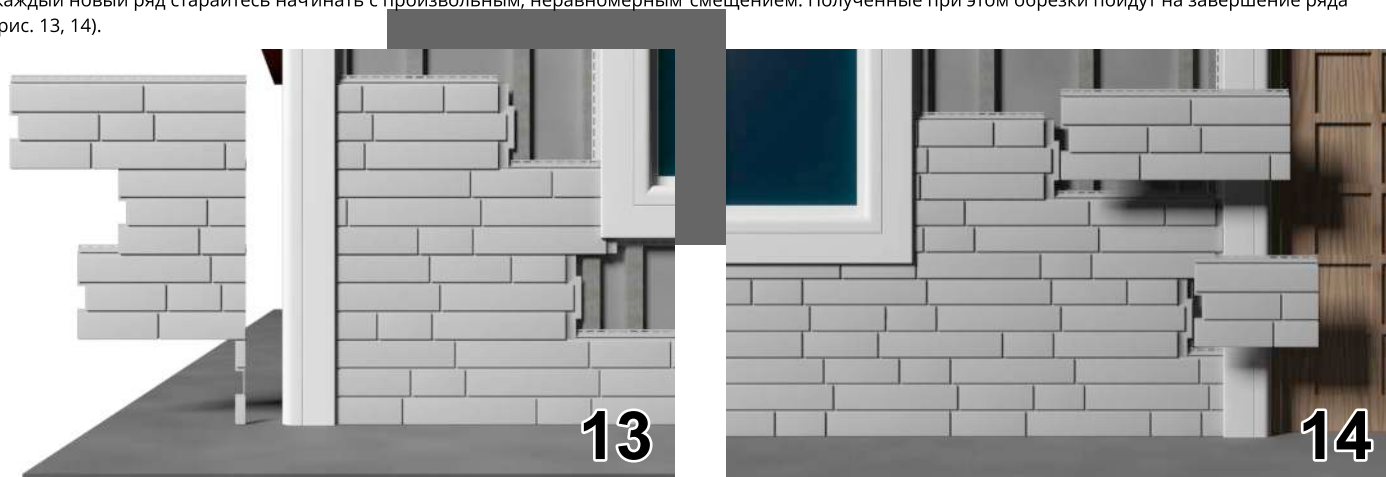 каждый новый ряд старайтесь начинать с произвольным, неравномерным смещением. Полученные при этом обрезки пойдут на завершение ряда
рис. 13, 14).
13
14